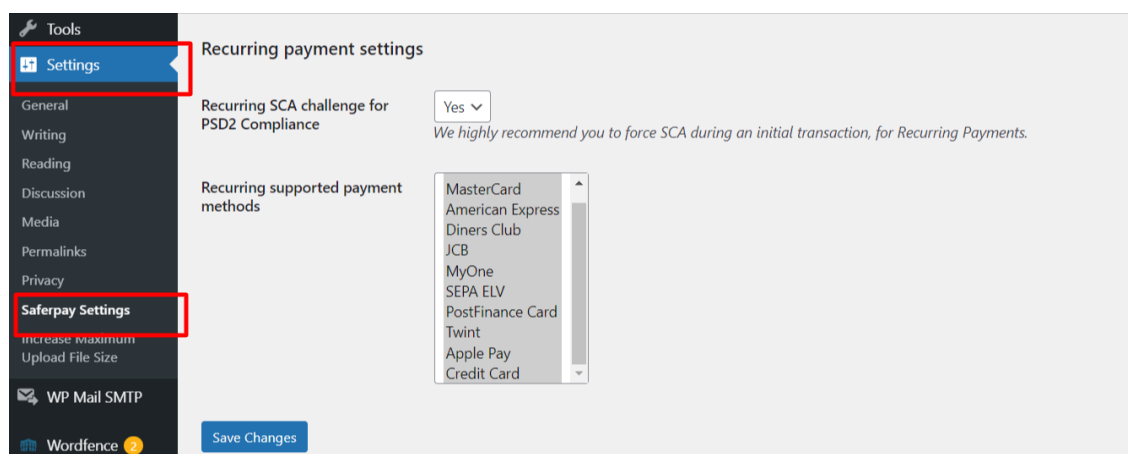 Tools
Settings
General
Writing
Reading
Discussion
Media
Permalinks
Privacy
Saferpay Settings
Increase Maximum
Upload File Size
WP Mail SMTP
Wordfence 2
Recurring payment settings
Recurring SCA challenge for
PSD2 Compliance
Yes
We highly recommend you to force SCA during an initial transaction, for Recurring Payments.
Recurring supported payment
methods
MasterCard
American Express
Diners Club
JCB
MyOne
SEPA ELV
PostFinance Card
Twint
Apple Pay
Credit Card
Save Changes